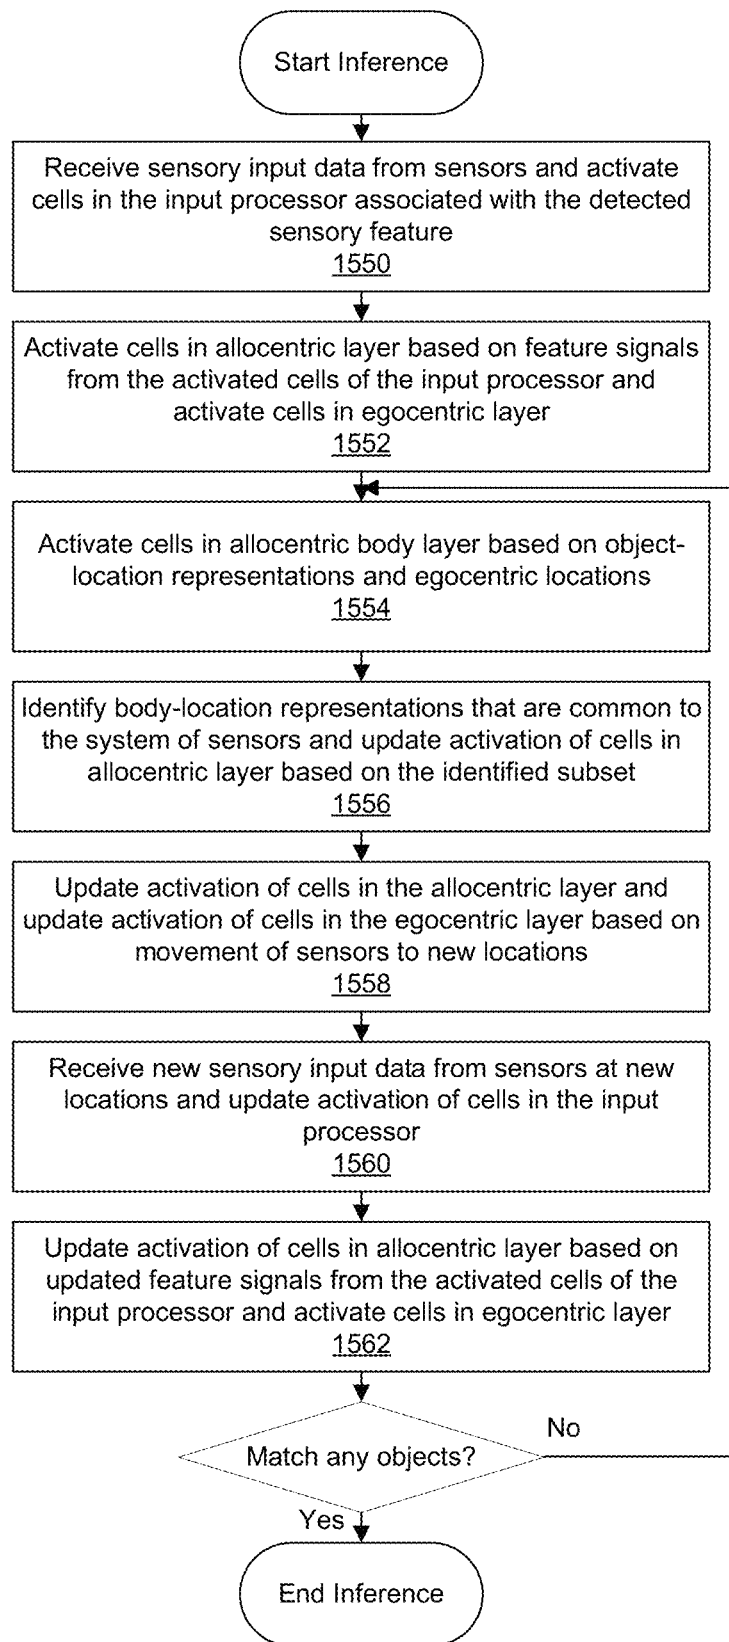 Start Inference
Receive sensory input data from sensors and activate
cells in the input processor associated with the detected
sensory feature
1550
Activate cells in allocentric layer based on feature signals
from the activated cells of the input processor and
activate cells in egocentric layer
1552
Activate cells in allocentric body layer based on object-
location representations and egocentric locations
1554
Identify body-location representations that are common to
the system of sensors and update activation of cells in
allocentric layer based on the identified subset
1556
Update activation of cells in the allocentric layer and
update activation of cells in the egocentric layer based on
movement of sensors to new locations
1558
Receive new sensory input data from sensors at new
locations and update activation of cells in the input
processor
1560
Update activation of cells in allocentric layer based on
updated feature signals from the activated cells of the
input processor and activate cells in egocentric layer
1562
No
Match any objects?
Yes
End Inference